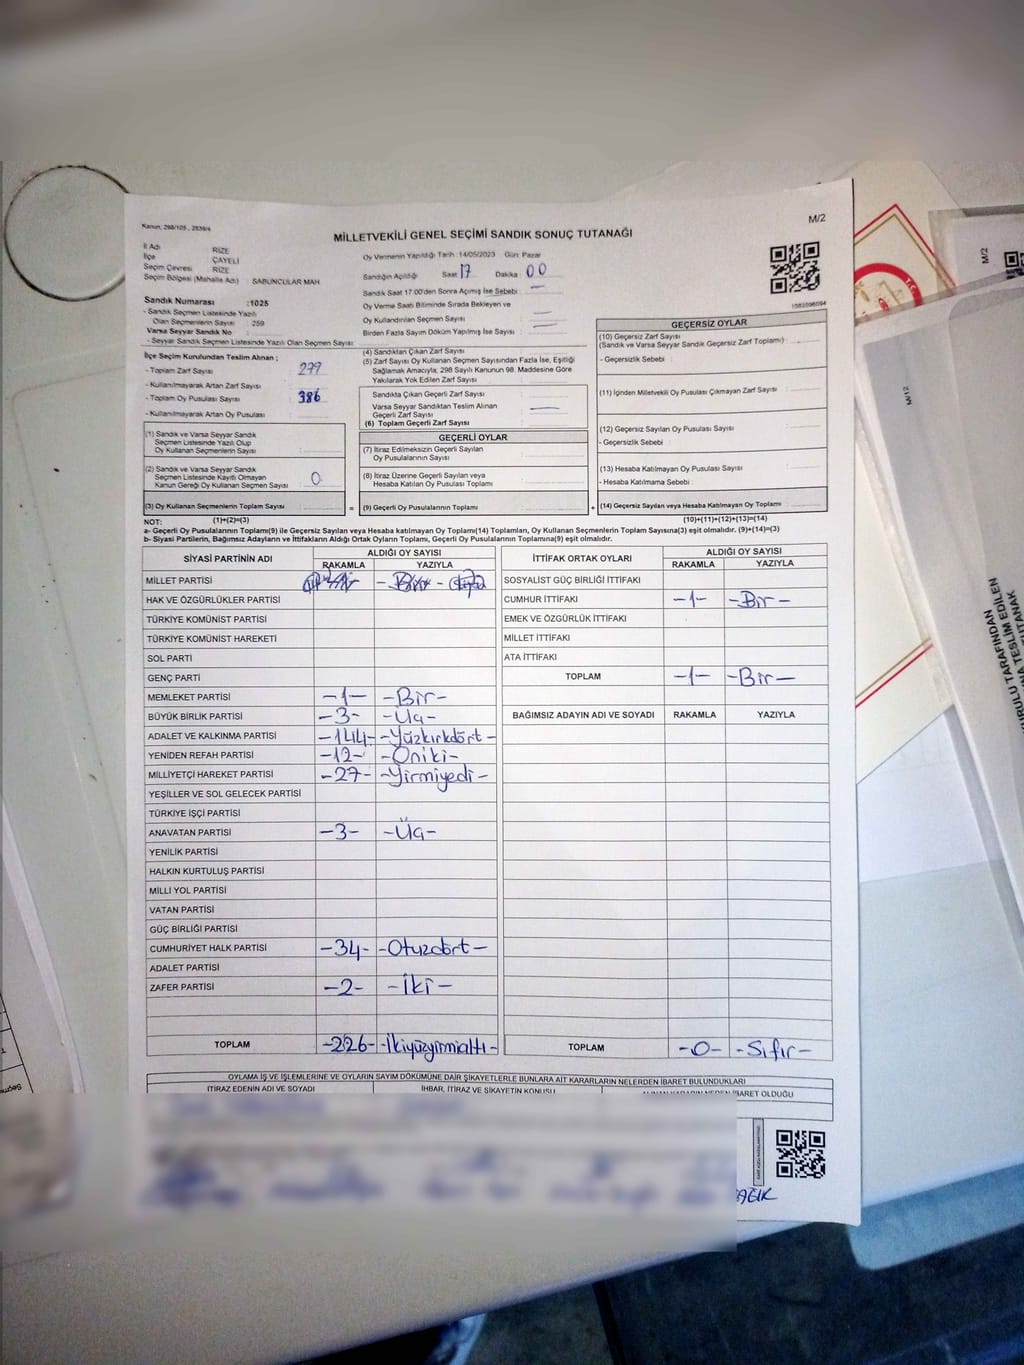 Kanun, 298/105 , 2839/4
M/2
MİLLETVEKİLİ GENEL SEÇİMİ SANDIK SONUÇ TUTANAĞI
İl Adı RİZE
İlçe ÇAYELİ
Seçim Çevresi RİZE
Seçim Bölgesi (Mahalle Adı) : SABUNCULAR MAH
Oy Vermenin Yapıldığı Tarih :14/05/2023 Gün: Pazar
Sandığın Açıldığı Saat 17 Dakika : 00
Sandık Saat 17:00'den Sonra Açılmış İse Sebebi : —
Oy Verme Saati Bitiminde Sırada Bekleyen ve
Oy Kullandırılan Seçmen Sayısı : —
Birden Fazla Sayım Döküm Yapılmış İse Sayısı : —
Sandık Numarası :1025
- Sandık Seçmen Listesinde Yazılı
Olan Seçmenlerin Sayısı : 259
Varsa Seyyar Sandık No :
- Seyyar Sandık Seçmen Listesinde Yazılı Olan Seçmen Sayısı:
İlçe Seçim Kurulundan Teslim Alınan ;
- Toplam Zarf Sayısı : 279
- Kullanılmayarak Artan Zarf Sayısı :
- Toplam Oy Pusulası Sayısı : 386
- Kullanılmayarak Artan Oy Pusulası :
(1) Sandık ve Varsa Seyyar Sandık
Seçmen Listesinde Yazılı Olup
Oy Kullanan Seçmenlerin Sayısı :
(2) Sandık ve Varsa Seyyar Sandık
Seçmen Listesinde Kayıtlı Olmayan
Kanun Gereği Oy Kullanan Seçmen Sayısı : 0
(3) Oy Kullanan Seçmenlerin Toplam Sayısı :
(4) Sandıktan Çıkan Zarf Sayısı :
(5) Zarf Sayısı Oy Kullanan Seçmen Sayısından Fazla İse, Eşitliği
Sağlamak Amacıyla, 298 Sayılı Kanunun 98. Maddesine Göre
Yakılarak Yok Edilen Zarf Sayısı :
Sandıkta Çıkan Geçerli Zarf Sayısı :
Varsa Seyyar Sandıktan Teslim Alınan
Geçerli Zarf Sayısı : —
(6) Toplam Geçerli Zarf Sayısı :
GEÇERLİ OYLAR
(7) İtiraz Edilmeksizin Geçerli Sayılan
Oy Pusulalarının Sayısı :
(8) İtiraz Üzerine Geçerli Sayılan veya
Hesaba Katılan Oy Pusulası Toplamı :
= (9) Geçerli Oy Pusulalarının Toplamı :
GEÇERSİZ OYLAR
(10) Geçersiz Zarf Sayısı
(Sandık ve Varsa Seyyar Sandık Geçersiz Zarf Toplamı) :
- Geçersizlik Sebebi :
(11) İçinden Milletvekili Oy Pusulası Çıkmayan Zarf Sayısı :
(12) Geçersiz Sayılan Oy Pusulası Sayısı :
- Geçersizlik Sebebi :
(13) Hesaba Katılmayan Oy Pusulası Sayısı :
- Hesaba Katılmama Sebebi :
+ (14) Geçersiz Sayılan veya Hesaba Katılmayan Oy Toplamı :
NOT: (1)+(2)=(3) (10)+(11)+(12)+(13)=(14)
a- Geçerli Oy Pusulalarının Toplamı(9) ile Geçersiz Sayılan veya Hesaba katılmayan Oy Toplamı(14) Toplamları, Oy Kullanan Seçmenlerin Toplam Sayısına(3) eşit olmalıdır. (9)+(14)=(3)
b- Siyasi Partilerin, Bağımsız Adayların ve İttifakların Aldığı Ortak Oyların Toplamı, Geçerli Oy Pusulalarının Toplamına(9) eşit olmalıdır.
SİYASİ PARTİNİN ADI ALDIĞI OY SAYISI
RAKAMLA YAZIYLA
MİLLET PARTİSİ
HAK VE ÖZGÜRLÜKLER PARTİSİ
TÜRKİYE KOMÜNİST PARTİSİ
TÜRKİYE KOMÜNİST HAREKETİ
SOL PARTİ
GENÇ PARTİ
MEMLEKET PARTİSİ -1- -Bir-
BÜYÜK BİRLİK PARTİSİ -3- -Üç-
ADALET VE KALKINMA PARTİSİ -144- -Yüzkırkdört-
YENİDEN REFAH PARTİSİ -12- -Oniki-
MİLLİYETÇİ HAREKET PARTİSİ -27- -Yirmiyedi-
YEŞİLLER VE SOL GELECEK PARTİSİ
TÜRKİYE İŞÇİ PARTİSİ
ANAVATAN PARTİSİ -3- -Üç-
YENİLİK PARTİSİ
HALKIN KURTULUŞ PARTİSİ
MİLLİ YOL PARTİSİ
VATAN PARTİSİ
GÜÇ BİRLİĞİ PARTİSİ
CUMHURİYET HALK PARTİSİ -34- -Otuzdört-
ADALET PARTİSİ
ZAFER PARTİSİ -2- -İki-
TOPLAM -226- -İkiyüzyirmialtı-
İTTİFAK ORTAK OYLARI ALDIĞI OY SAYISI
RAKAMLA YAZIYLA
SOSYALİST GÜÇ BİRLİĞİ İTTİFAKI
CUMHUR İTTİFAKI -1- -Bir-
EMEK VE ÖZGÜRLÜK İTTİFAKI
MİLLET İTTİFAKI
ATA İTTİFAKI
TOPLAM -1- -Bir-
BAĞIMSIZ ADAYIN ADI VE SOYADI RAKAMLA YAZIYLA
TOPLAM -0- -Sıfır-
OYLAMA İŞ VE İŞLEMLERİNE VE OYLARIN SAYIM DÖKÜMÜNE DAİR ŞİKAYETLERLE BUNLARA AİT KARARLARIN NELERDEN İBARET BULUNDUKLARI
İTİRAZ EDENİN ADI VE SOYADI İHBAR, İTİRAZ VE ŞİKAYETİN KONUSU
M/2
M/2